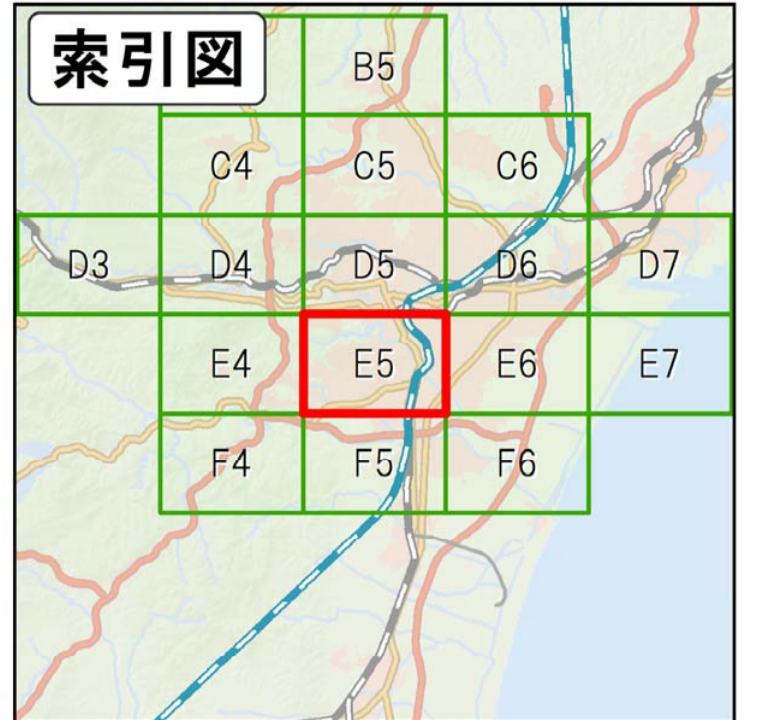 索引図
B5
C4 C5 C6
D3 D4 D5 D6 D7
E4 E5 E6 E7
F4 F5 F6